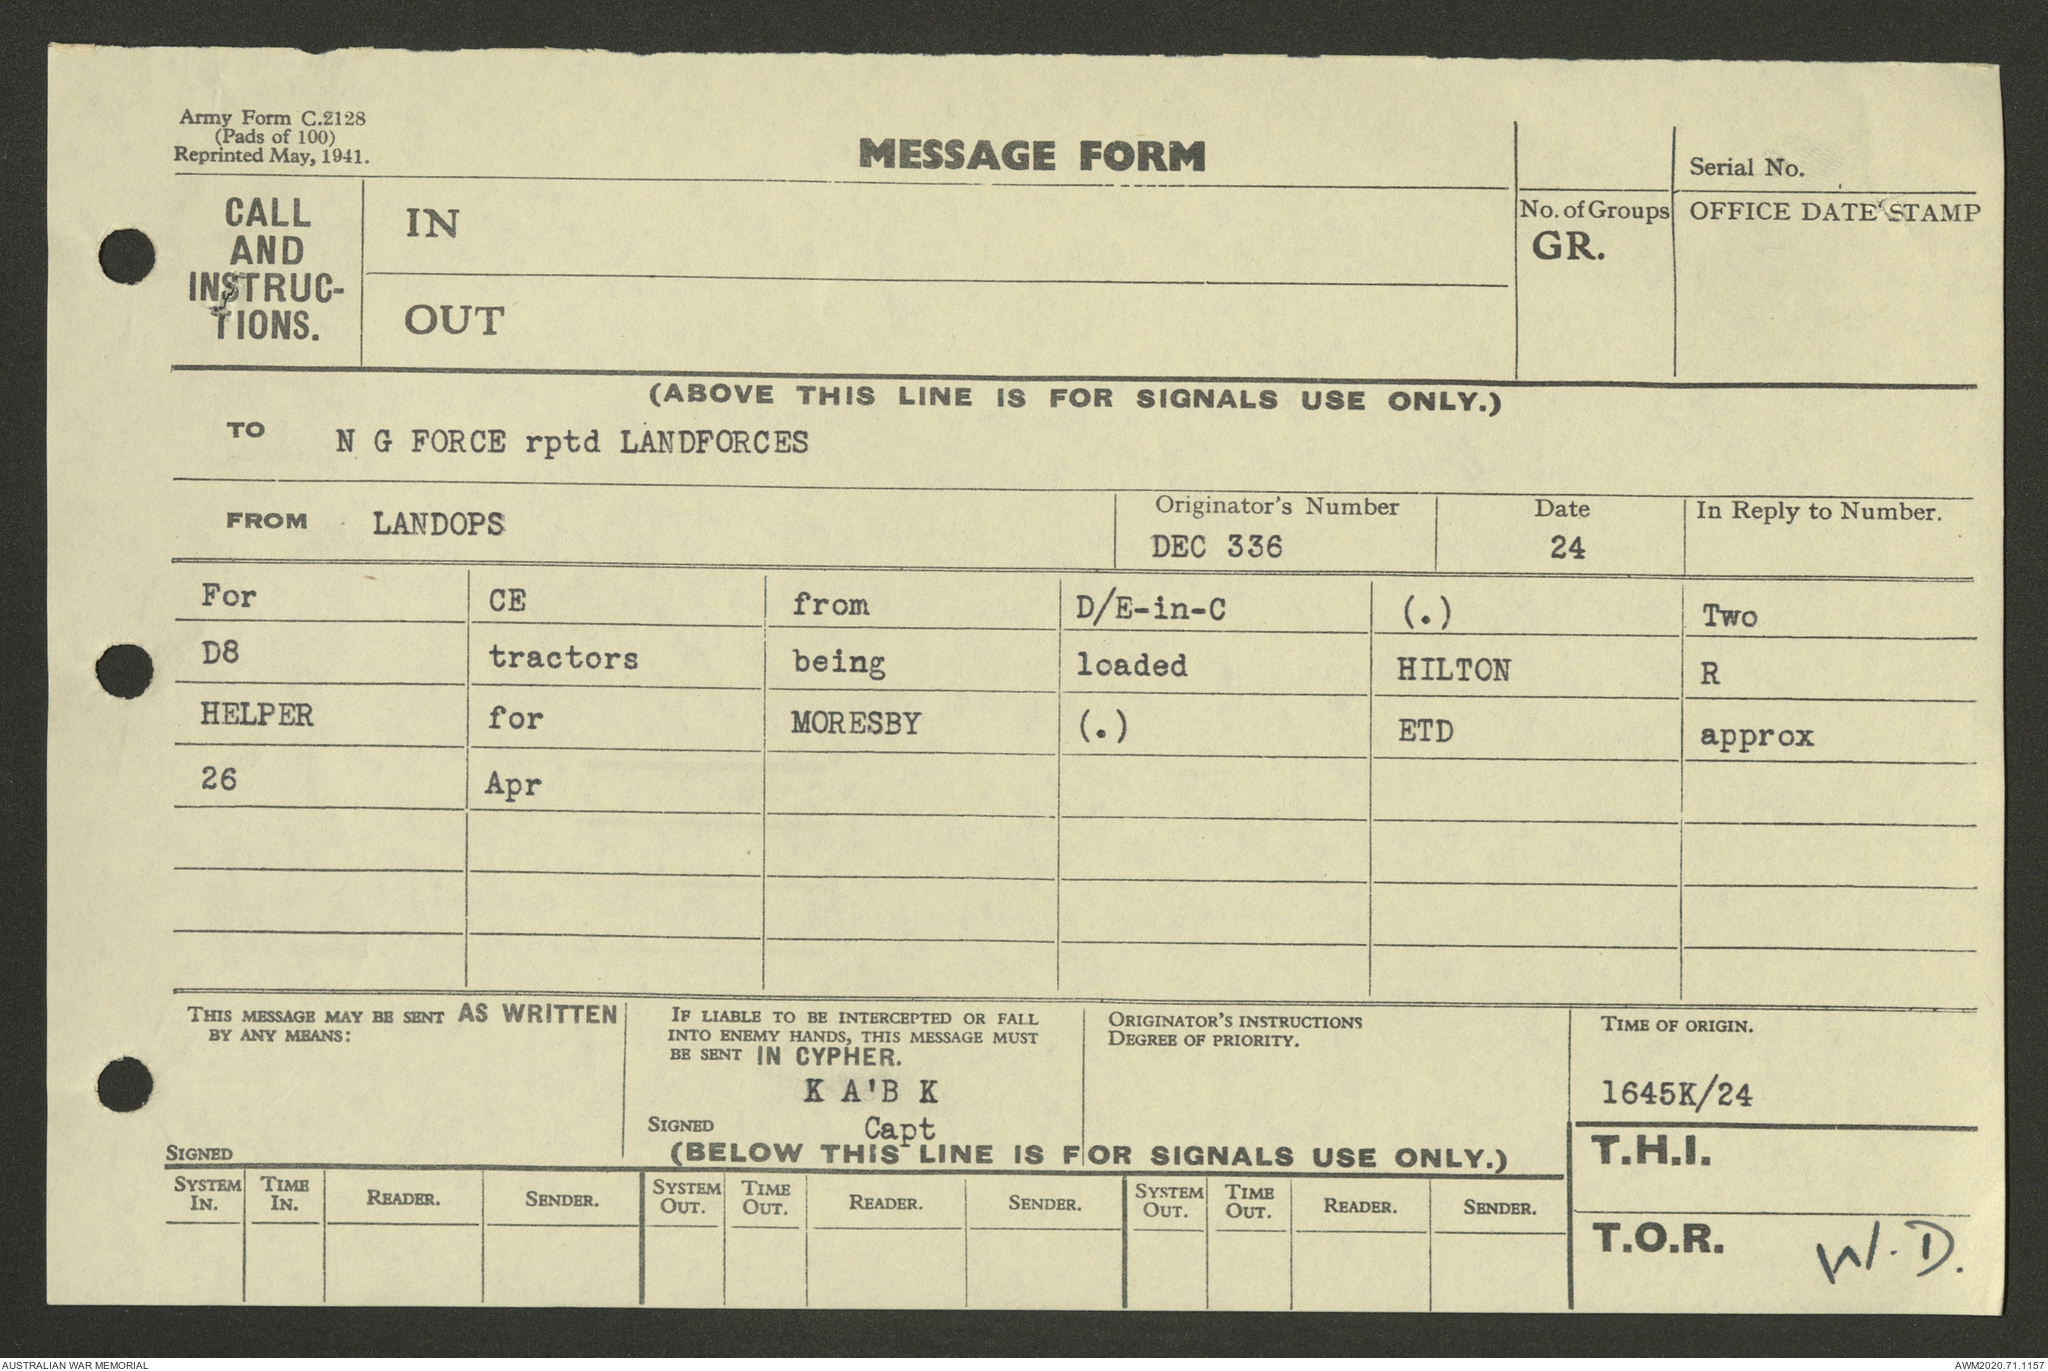 Army Form C.2128
(Pads of 100)
Reprinted May, 1941.
MESSAGE FORM
Serial No.
CALL AND INSTRUC-TIONS.
IN
OUT
No. of Groups
GR.
OFFICE DATE STAMP
(ABOVE THIS LINE IS FOR SIGNALS USE ONLY.)
TO N G FORCE rptd LANDFORCES
FROM LANDOPS
Originator's Number
DEC 336
Date
24
In Reply to Number.
For CE from D/E-in-C (.) Two
D8 tractors being loaded HILTON R
HELPER for MORESBY (.) ETD approx
26 Apr
THIS MESSAGE MAY BE SENT AS WRITTEN
BY ANY MEANS:
SIGNED
IF LIABLE TO BE INTERCEPTED OR FALL
INTO ENEMY HANDS, THIS MESSAGE MUST
BE SENT IN CYPHER.
K A'B K
SIGNED Capt
ORIGINATOR'S INSTRUCTIONS
DEGREE OF PRIORITY.
TIME OF ORIGIN.
1645K/24
(BELOW THIS LINE IS FOR SIGNALS USE ONLY.)
T.H.I.
SYSTEM IN. TIME IN. READER. SENDER. SYSTEM OUT. TIME OUT. READER. SENDER. SYSTEM OUT. TIME OUT. READER. SENDER.
T.O.R. W.D.
AUSTRALIAN WAR MEMORIAL
AWM2020.71.1157